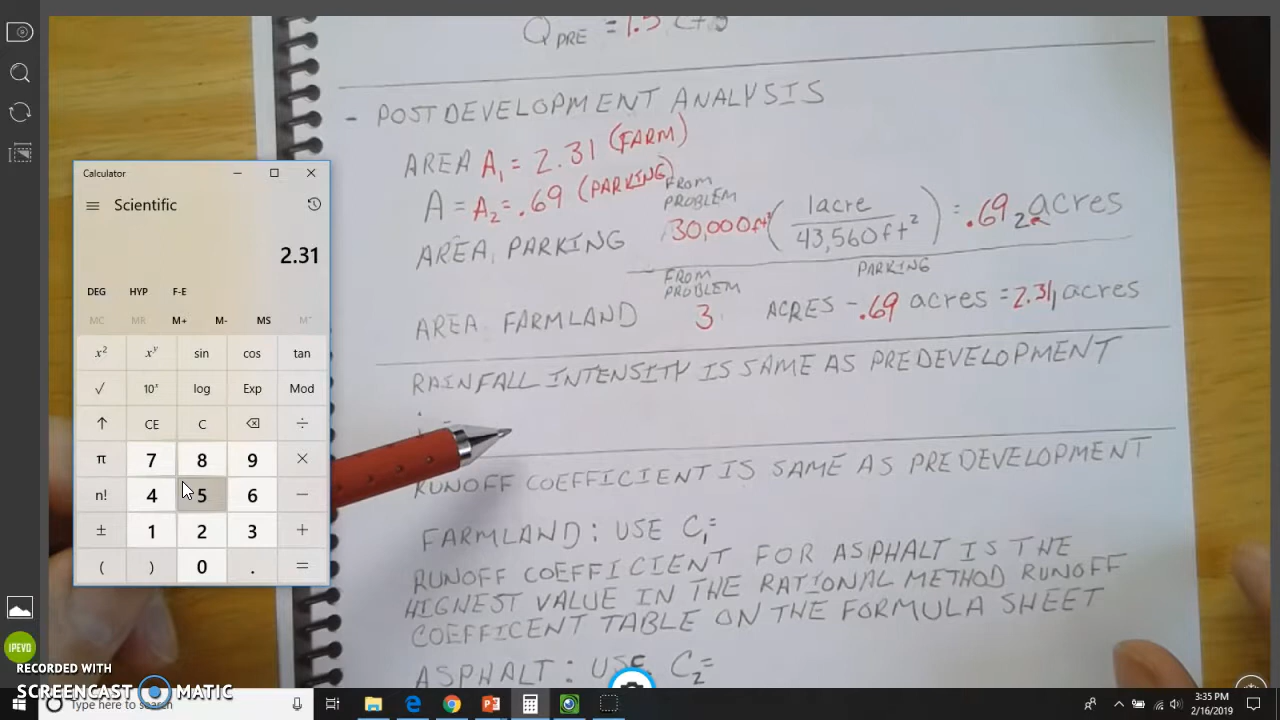 Q PRE = 1.5 cfs
- POST DEVELOPMENT ANALYSIS
AREA A1 = 2.31 (FARM)
A = A2 = .69 (PARKING)
FROM PROBLEM
AREA PARKING 30,000ft² ( 1acre / 43,560ft² ) = .69 2 acres
FROM PROBLEM PARKING
AREA FARMLAND 3 ACRES - .69 acres = 2.31, acres
RAINFALL INTENSITY IS SAME AS PREDEVELOPMENT
RUNOFF COEFFICIENT IS SAME AS PREDEVELOPMENT
FARMLAND: USE C1=
RUNOFF COEFFICIENT FOR ASPHALT IS THE
HIGHEST VALUE IN THE RATIONAL METHOD RUNOFF
COEFFICENT TABLE ON THE FORMULA SHEET
ASPHALT: USE C2=
Calculator
Scientific
2.31
DEG HYP F-E
MC MR M+ M- MS M˅
x² xʸ sin cos tan
√ 10ˣ log Exp Mod
↑ CE C ⌫ ÷
π 7 8 9 ×
n! 4 5 6 −
± 1 2 3 +
( ) 0 . =
IPEVO
RECORDED WITH
SCREENCAST MATIC
Type here to search
3:35 PM
2/16/2019